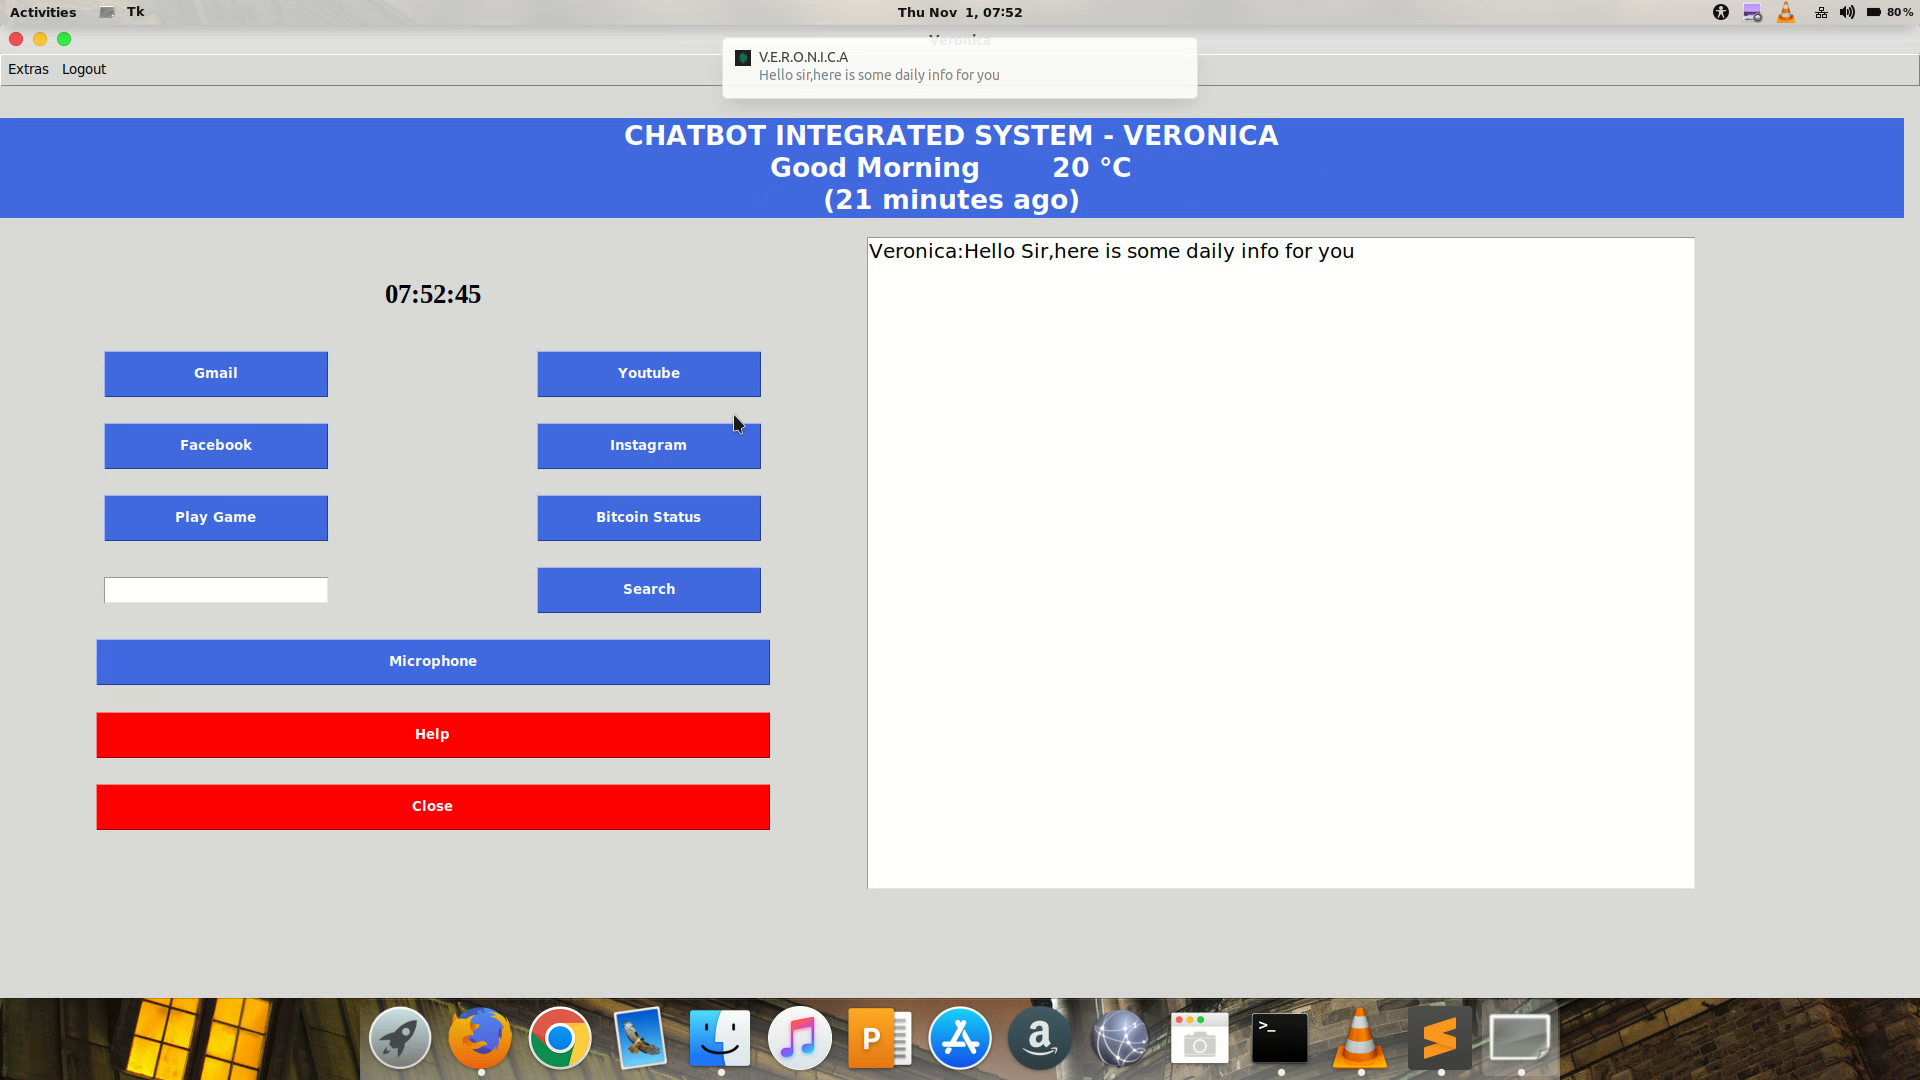 Activities Tk Thu Nov 1, 07:52 80 %
Veronica
Extras Logout
V.E.R.O.N.I.C.A
Hello sir,here is some daily info for you
CHATBOT INTEGRATED SYSTEM - VERONICA
Good Morning 20 °C
(21 minutes ago)
Veronica:Hello Sir,here is some daily info for you
07:52:45
Gmail Youtube
Facebook Instagram
Play Game Bitcoin Status
Search
Microphone
Help
Close
P a >_